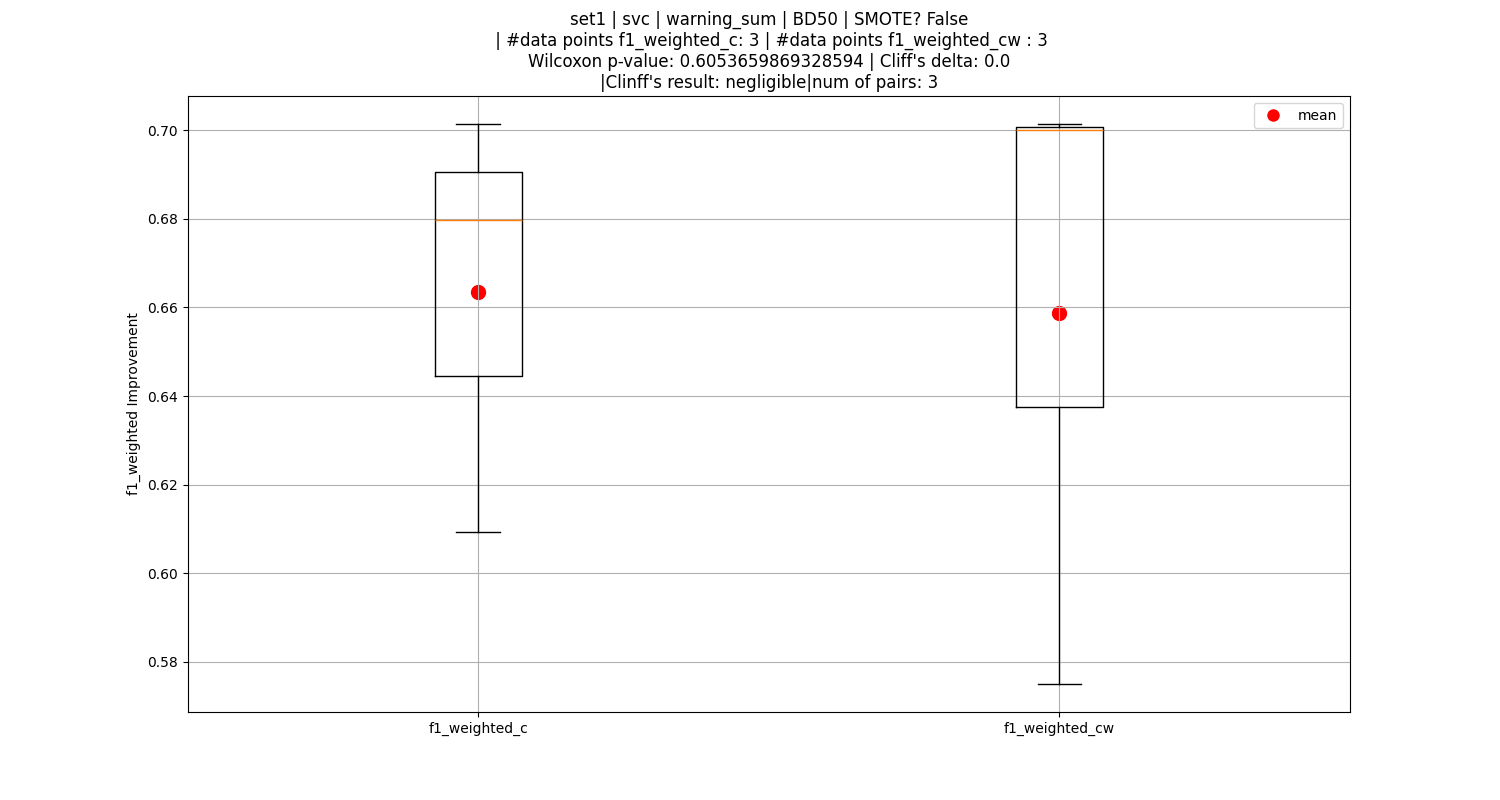 set1 | svc | warning_sum | BD50 | SMOTE? False
| #data points f1_weighted_c: 3 | #data points f1_weighted_cw : 3
Wilcoxon p-value: 0.6053659869328594 | Cliff's delta: 0.0
|Clinff's result: negligible|num of pairs: 3
mean
f1_weighted Improvement
0.70
0.68
0.66
0.64
0.62
0.60
0.58
f1_weighted_c
f1_weighted_cw